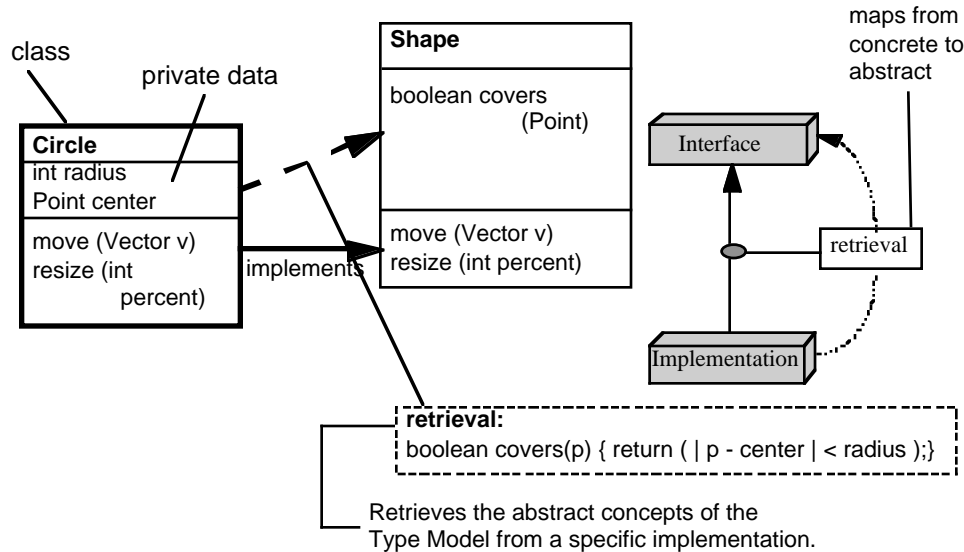 class
private data
Circle
int radius
Point center
move (Vector v)
resize (int
percent)
implements
Shape
boolean covers
(Point)
move (Vector v)
resize (int percent)
maps from
concrete to
abstract
Interface
retrieval
Implementation
retrieval:
boolean covers(p) { return ( | p - center | < radius );}
Retrieves the abstract concepts of the
Type Model from a specific implementation.